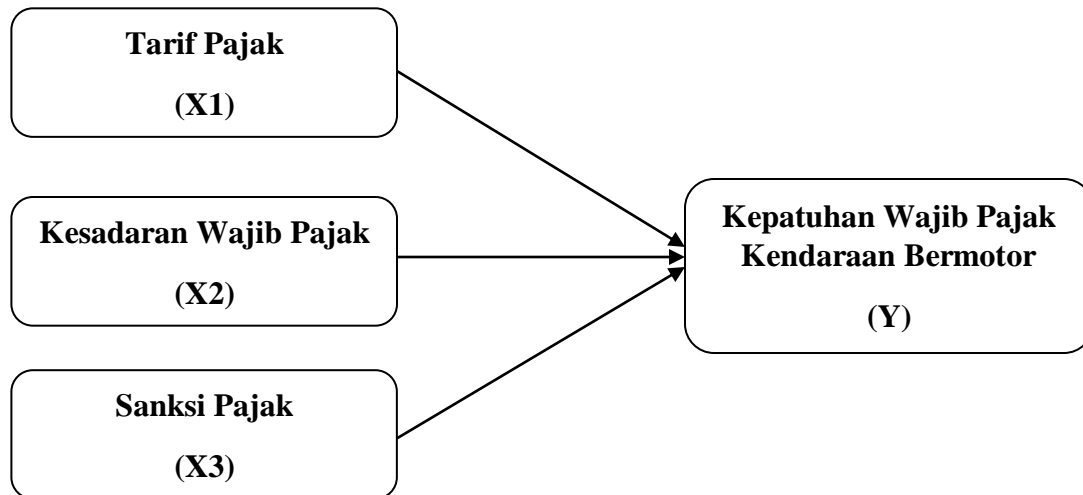 Tarif Pajak
(X1)
Kesadaran Wajib Pajak
(X2)
Sanksi Pajak
(X3)
Kepatuhan Wajib Pajak
Kendaraan Bermotor
(Y)